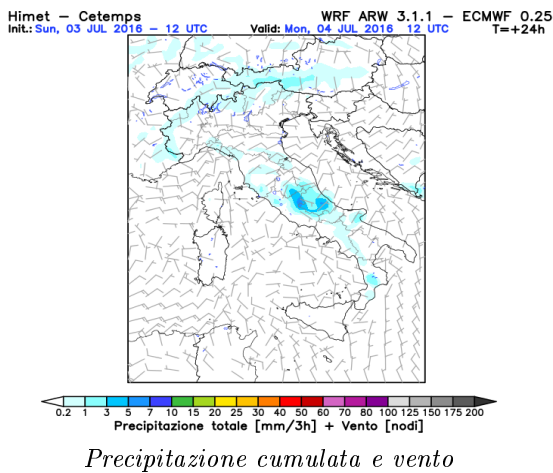 Himet – Cetemps WRF ARW 3.1.1 – ECMWF 0.25
Init.: Sun, 03 JUL 2016 – 12 UTC Valid: Mon, 04 JUL 2016 12 UTC T=+24h
0.2 1 3 5 7 10 15 20 25 30 40 50 60 70 80 100 125 150 175 200
Precipitazione totale [mm/3h] + Vento [nodi]
Precipitazione cumulata e vento